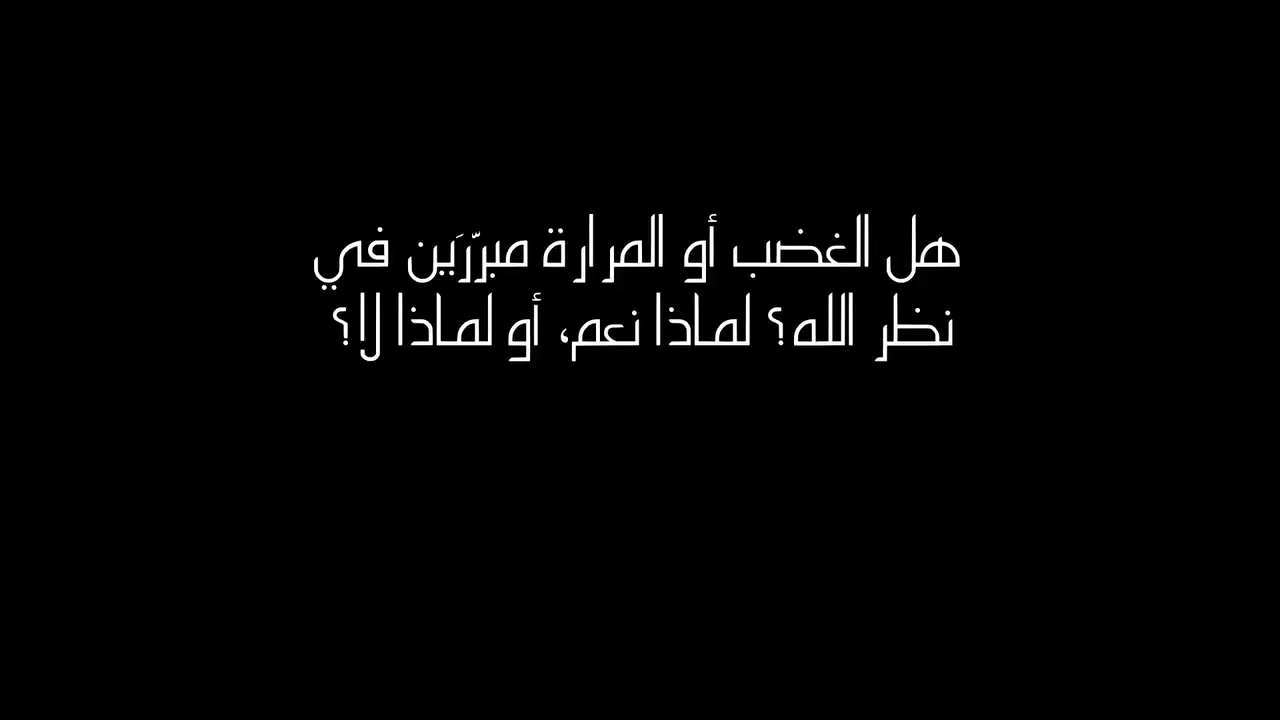 هل الغضب أو المرارة مبرّرَين في
نظر الله؟ لماذا نعم، أو لماذا لا؟